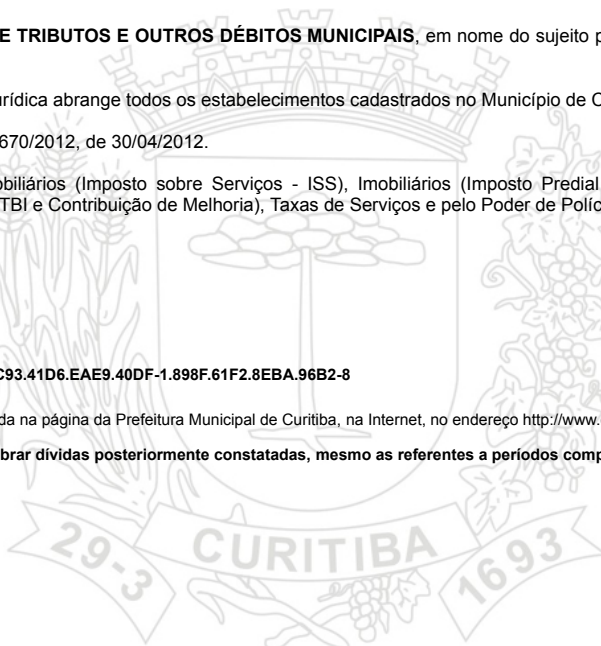 E TRIBUTOS E OUTROS DÉBITOS MUNICIPAIS, em nome do sujeito
urídica abrange todos os estabelecimentos cadastrados no Município de
670/2012, de 30/04/2012.
biliários (Imposto sobre Serviços - ISS), Imobiliários (Imposto Predial
TBI e Contribuição de Melhoria), Taxas de Serviços e pelo Poder de
C93.41D6.EAE9.40DF-1.898F.61F2.8EBA.96B2-8
da na página da Prefeitura Municipal de Curitiba, na Internet, no endereço http://www.
brar dívidas posteriormente constatadas, mesmo as referentes a períodos
29-3 CURITIBA 1693